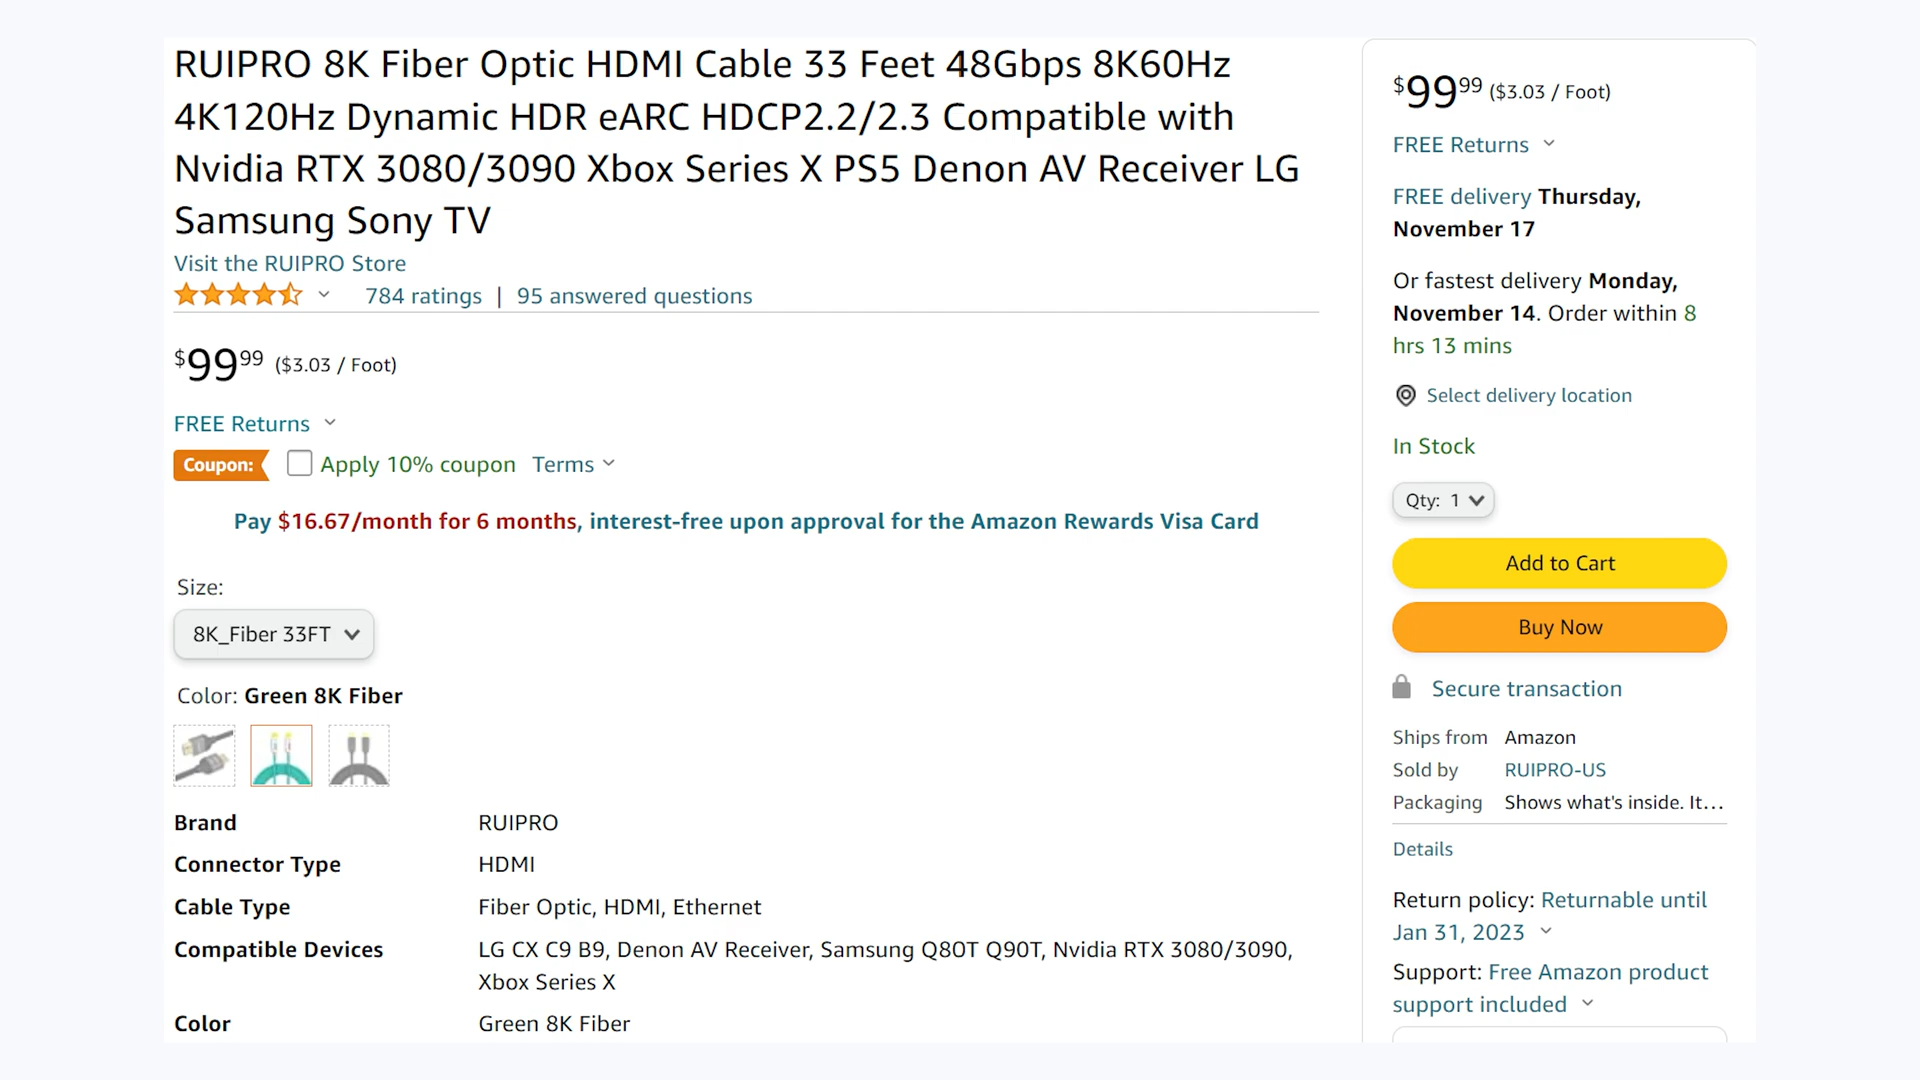 RUIPRO 8K Fiber Optic HDMI Cable 33 Feet 48Gbps 8K60Hz
4K120Hz Dynamic HDR eARC HDCP2.2/2.3 Compatible with
Nvidia RTX 3080/3090 Xbox Series X PS5 Denon AV Receiver LG
Samsung Sony TV
Visit the RUIPRO Store
784 ratings | 95 answered questions
$99 99 ($3.03 / Foot)
FREE Returns
Coupon: Apply 10% coupon Terms
Pay $16.67/month for 6 months, interest-free upon approval for the Amazon Rewards Visa Card
Size:
8K_Fiber 33FT
Color: Green 8K Fiber
Brand RUIPRO
Connector Type HDMI
Cable Type Fiber Optic, HDMI, Ethernet
Compatible Devices LG CX C9 B9, Denon AV Receiver, Samsung Q80T Q90T, Nvidia RTX 3080/3090,
Xbox Series X
Color Green 8K Fiber
$99 99 ($3.03 / Foot)
FREE Returns
FREE delivery Thursday,
November 17
Or fastest delivery Monday,
November 14. Order within 8
hrs 13 mins
Select delivery location
In Stock
Qty: 1
Add to Cart
Buy Now
Secure transaction
Ships from Amazon
Sold by RUIPRO-US
Packaging Shows what's inside. It…
Details
Return policy: Returnable until
Jan 31, 2023
Support: Free Amazon product
support included